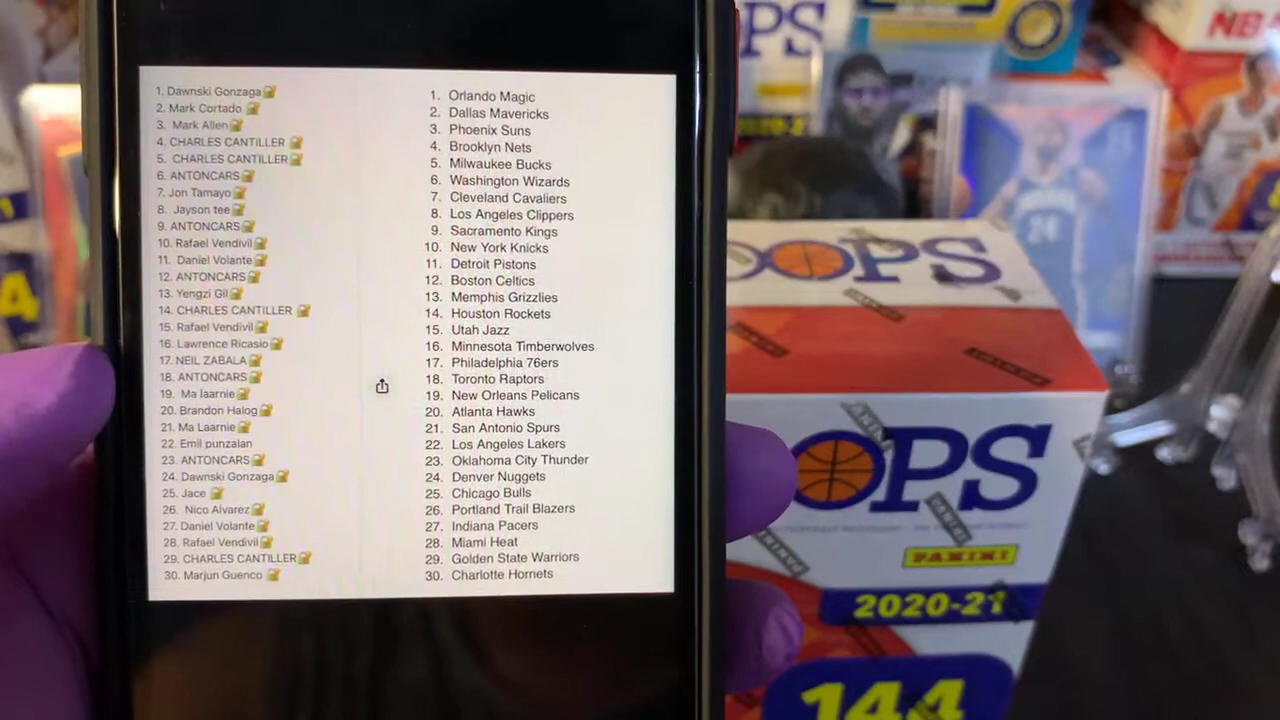 1. Dawnski Gonzaga🔐
2. Mark Cortado 🔐
3. Mark Allen🔐
4. CHARLES CANTILLER 🔐
5. CHARLES CANTILLER🔐
6. ANTONCARS🔐
7. Jon Tamayo🔐
8. Jayson tee🔐
9. ANTONCARS🔐
10. Rafael Vendivil🔐
11. Daniel Volante🔐
12. ANTONCARS🔐
13. Yengzi Gil🔐
14. CHARLES CANTILLER 🔐
15. Rafael Vendivil🔐
16. Lawrence Ricasio🔐
17. NEIL ZABALA🔐
18. ANTONCARS🔐
19. Ma laarnie🔐
20. Brandon Halog🔐
21. Ma Laarnie🔐
22. Emil punzalan
23. ANTONCARS🔐
24. Dawnski Gonzaga🔐
25. Jace 🔐
26. Nico Alvarez🔐
27. Daniel Volante🔐
28. Rafael Vendivil🔐
29. CHARLES CANTILLER🔐
30. Marjun Guenco 🔐
1. Orlando Magic
2. Dallas Mavericks
3. Phoenix Suns
4. Brooklyn Nets
5. Milwaukee Bucks
6. Washington Wizards
7. Cleveland Cavaliers
8. Los Angeles Clippers
9. Sacramento Kings
10. New York Knicks
11. Detroit Pistons
12. Boston Celtics
13. Memphis Grizzlies
14. Houston Rockets
15. Utah Jazz
16. Minnesota Timberwolves
17. Philadelphia 76ers
18. Toronto Raptors
19. New Orleans Pelicans
20. Atlanta Hawks
21. San Antonio Spurs
22. Los Angeles Lakers
23. Oklahoma City Thunder
24. Denver Nuggets
25. Chicago Bulls
26. Portland Trail Blazers
27. Indiana Pacers
28. Miami Heat
29. Golden State Warriors
30. Charlotte Hornets
OPS
OPS
PANINI
2020-21
144
PS
2020-2
NB
24
4